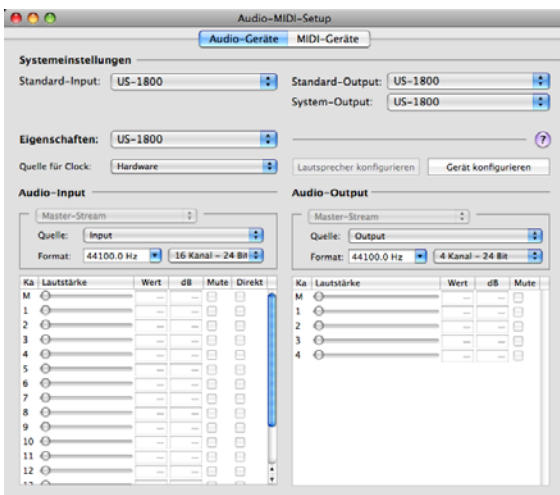 Audio-MIDI-Setup
Audio-Geräte MIDI-Geräte
Systemeinstellungen
Standard-Input: US-1800
Standard-Output: US-1800
System-Output: US-1800
Eigenschaften: US-1800
?
Quelle für Clock: Hardware
Lautsprecher konfigurieren Gerät konfigurieren
Audio-Input
Master-Stream
Quelle: Input
Format: 44100.0 Hz 16 Kanal – 24 Bit
Ka Lautstärke Wert dB Mute Direkt
M
1
2
3
4
5
6
7
8
9
10
11
12
13
Audio-Output
Master-Stream
Quelle: Output
Format: 44100.0 Hz 4 Kanal – 24 Bit
Ka Lautstärke Wert dB Mute
M
1
2
3
4